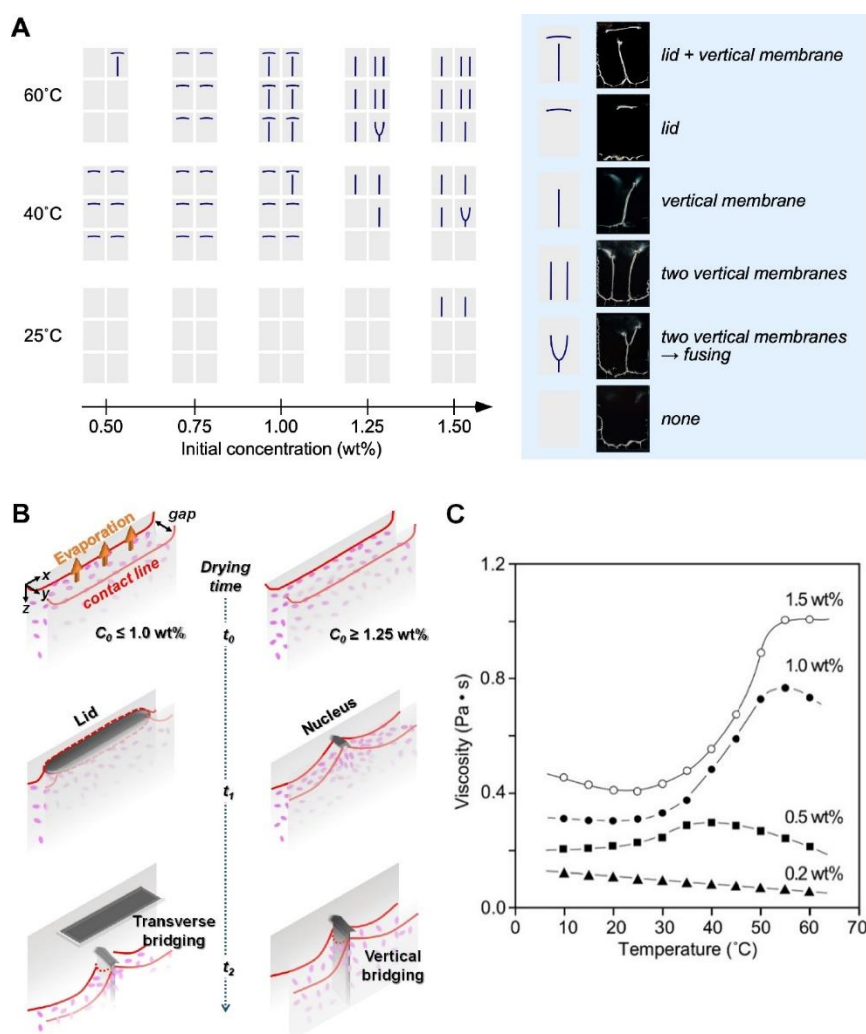 A
60˚C
40˚C
25˚C
0.50 0.75 1.00 1.25 1.50
Initial concentration (wt%)
lid + vertical membrane
lid
vertical membrane
two vertical membranes
two vertical membranes
→ fusing
none
B
Evaporation
gap
x
y
z
contact line
C₀ ≤ 1.0 wt%
Drying
time
t₀
C₀ ≥ 1.25 wt%
Lid
Nucleus
t₁
Transverse
bridging
t₂
Vertical
bridging
C
Viscosity (Pa • s)
1.2
0.8
0.4
0.0
1.5 wt%
1.0 wt%
0.5 wt%
0.2 wt%
0 10 20 30 40 50 60 70
Temperature (˚C)